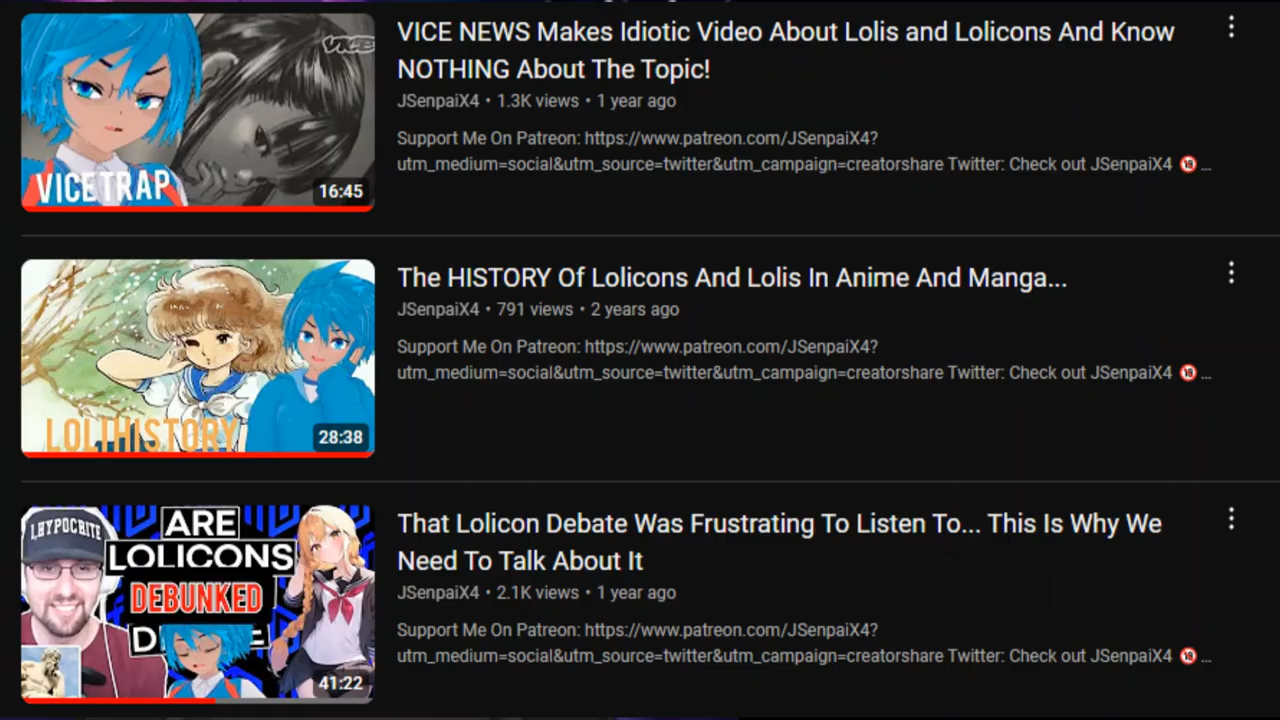 VICE NEWS Makes Idiotic Video About Lolis and Lolicons And Know
NOTHING About The Topic!
JSenpaiX4 • 1.3K views • 1 year ago
Support Me On Patreon: https://www.patreon.com/JSenpaiX4?
utm_medium=social&utm_source=twitter&utm_campaign=creatorshare Twitter: Check out JSenpaiX4 🔞 ...
VICE
VICE TRAP
16:45
The HISTORY Of Lolicons And Lolis In Anime And Manga...
JSenpaiX4 • 791 views • 2 years ago
Support Me On Patreon: https://www.patreon.com/JSenpaiX4?
utm_medium=social&utm_source=twitter&utm_campaign=creatorshare Twitter: Check out JSenpaiX4 🔞 ...
LOLI HISTORY
28:38
That Lolicon Debate Was Frustrating To Listen To... This Is Why We
Need To Talk About It
JSenpaiX4 • 2.1K views • 1 year ago
Support Me On Patreon: https://www.patreon.com/JSenpaiX4?
utm_medium=social&utm_source=twitter&utm_campaign=creatorshare Twitter: Check out JSenpaiX4 🔞 ...
I,HYPOCRITE
ARE
LOLICONS
DEBUNKED
41:22